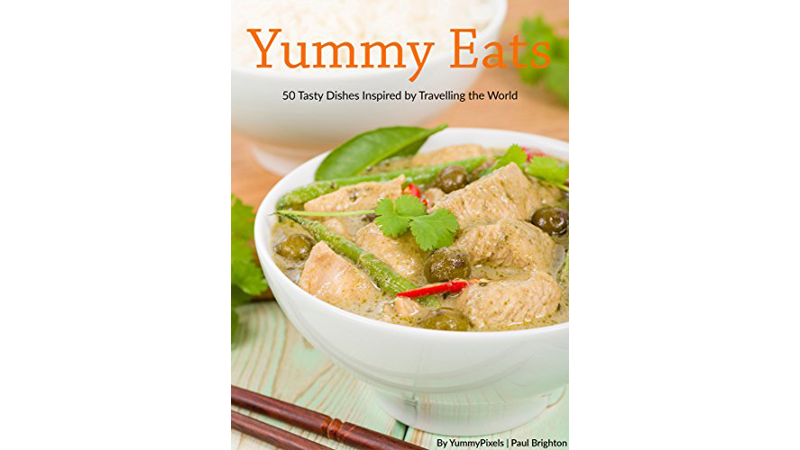 Yummy Eats
50 Tasty Dishes Inspired by Travelling the World
By YummyPixels | Paul Brighton